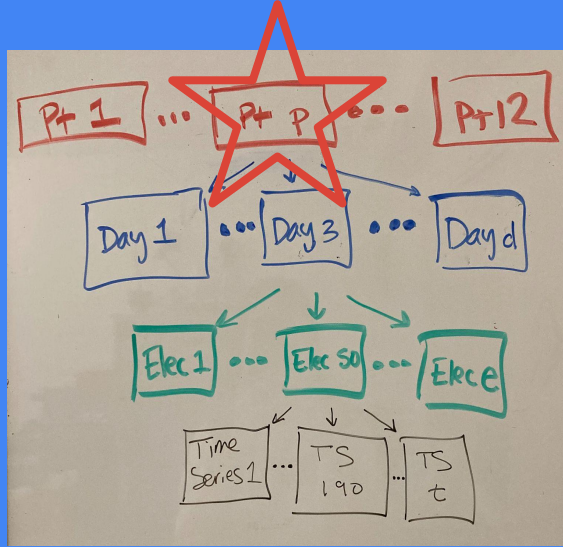 Pt 1 ... Pt p ... Pt 12
Day 1 ... Day 3 ... Day d
Elec 1 ... Elec 50 ... Elec e
Time
Series 1 ... TS
190 ... TS
t